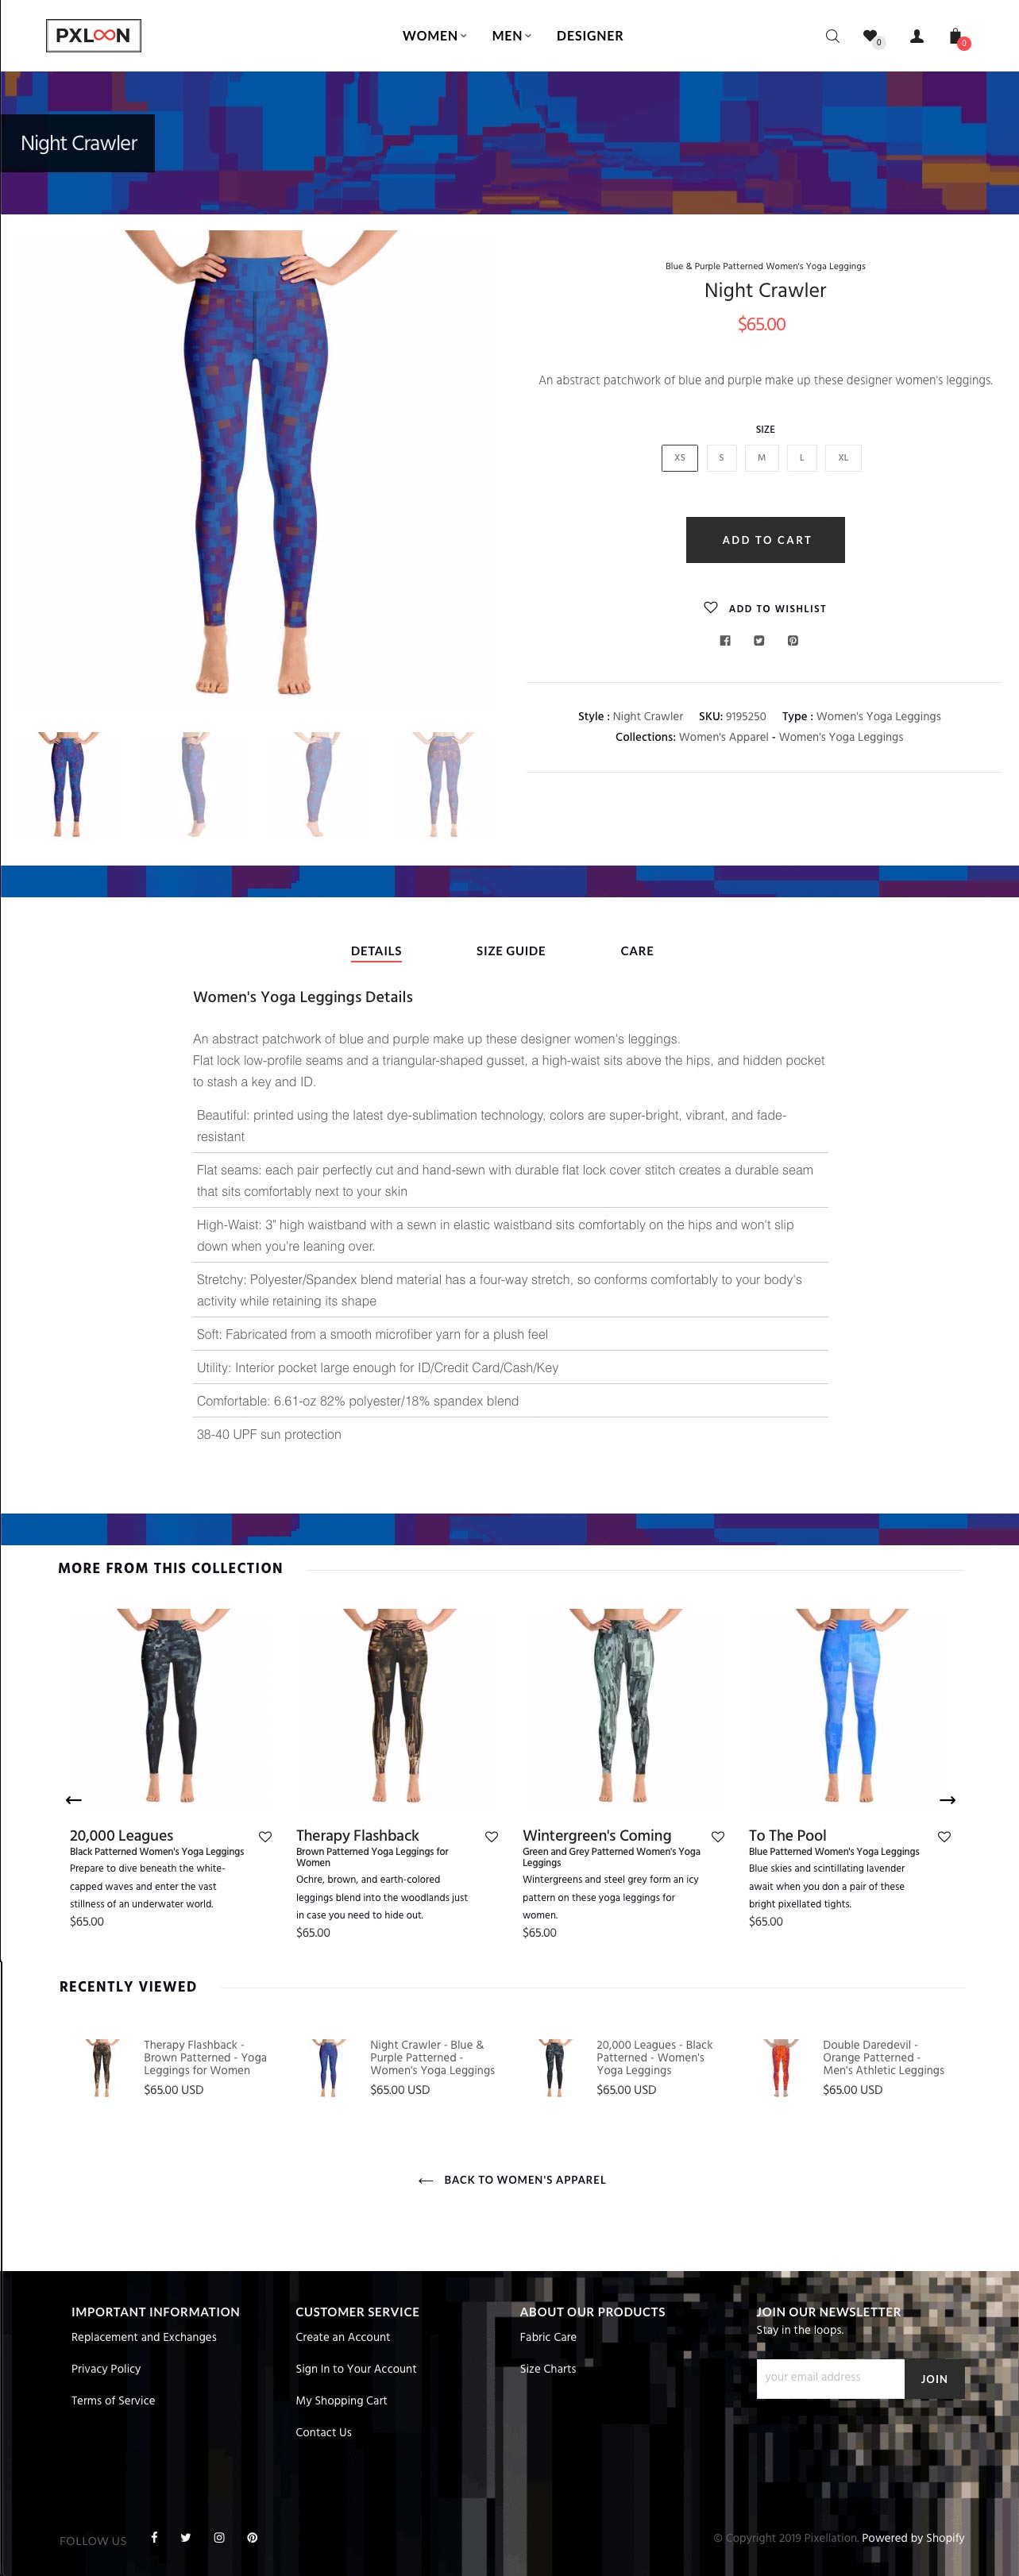 PXLOON
WOMEN MEN DESIGNER
0
0
Night Crawler
Blue & Purple Patterned Women's Yoga Leggings
Night Crawler
$65.00
An abstract patchwork of blue and purple make up these designer women's leggings.
SIZE
XS S M L XL
ADD TO CART
ADD TO WISHLIST
Style : Night Crawler SKU: 9195250 Type : Women's Yoga Leggings
Collections: Women's Apparel - Women's Yoga Leggings
DETAILS SIZE GUIDE CARE
Women's Yoga Leggings Details
An abstract patchwork of blue and purple make up these designer women's leggings.
Flat lock low-profile seams and a triangular-shaped gusset, a high-waist sits above the hips, and hidden pocket
to stash a key and ID.
Beautiful: printed using the latest dye-sublimation technology, colors are super-bright, vibrant, and fade-
resistant
Flat seams: each pair perfectly cut and hand-sewn with durable flat lock cover stitch creates a durable seam
that sits comfortably next to your skin
High-Waist: 3" high waistband with a sewn in elastic waistband sits comfortably on the hips and won't slip
down when you're leaning over.
Stretchy: Polyester/Spandex blend material has a four-way stretch, so conforms comfortably to your body's
activity while retaining its shape
Soft: Fabricated from a smooth microfiber yarn for a plush feel
Utility: Interior pocket large enough for ID/Credit Card/Cash/Key
Comfortable: 6.61-oz 82% polyester/18% spandex blend
38-40 UPF sun protection
MORE FROM THIS COLLECTION
20,000 Leagues
Black Patterned Women's Yoga Leggings
Prepare to dive beneath the white-
capped waves and enter the vast
stillness of an underwater world.
$65.00
Therapy Flashback
Brown Patterned Yoga Leggings for
Women
Ochre, brown, and earth-colored
leggings blend into the woodlands just
in case you need to hide out.
$65.00
Wintergreen's Coming
Green and Grey Patterned Women's Yoga
Leggings
Wintergreens and steel grey form an icy
pattern on these yoga leggings for
women.
$65.00
To The Pool
Blue Patterned Women's Yoga Leggings
Blue skies and scintillating lavender
await when you don a pair of these
bright pixellated tights.
$65.00
RECENTLY VIEWED
Therapy Flashback -
Brown Patterned - Yoga
Leggings for Women
$65.00 USD
Night Crawler - Blue &
Purple Patterned -
Women's Yoga Leggings
$65.00 USD
20,000 Leagues - Black
Patterned - Women's
Yoga Leggings
$65.00 USD
Double Daredevil -
Orange Patterned -
Men's Athletic Leggings
$65.00 USD
BACK TO WOMEN'S APPAREL
IMPORTANT INFORMATION
Replacement and Exchanges
Privacy Policy
Terms of Service
CUSTOMER SERVICE
Create an Account
Sign In to Your Account
My Shopping Cart
Contact Us
ABOUT OUR PRODUCTS
Fabric Care
Size Charts
JOIN OUR NEWSLETTER
Stay in the loops.
your email address JOIN
FOLLOW US
© Copyright 2019 Pixellation. Powered by Shopify